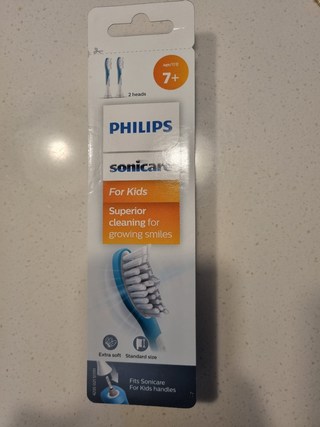 7+
2 heads
PHILIPS
sonicare
For Kids
Superior
cleaning for
growing smiles
Extra soft
Standard size
Fits Sonicare
For Kids handles